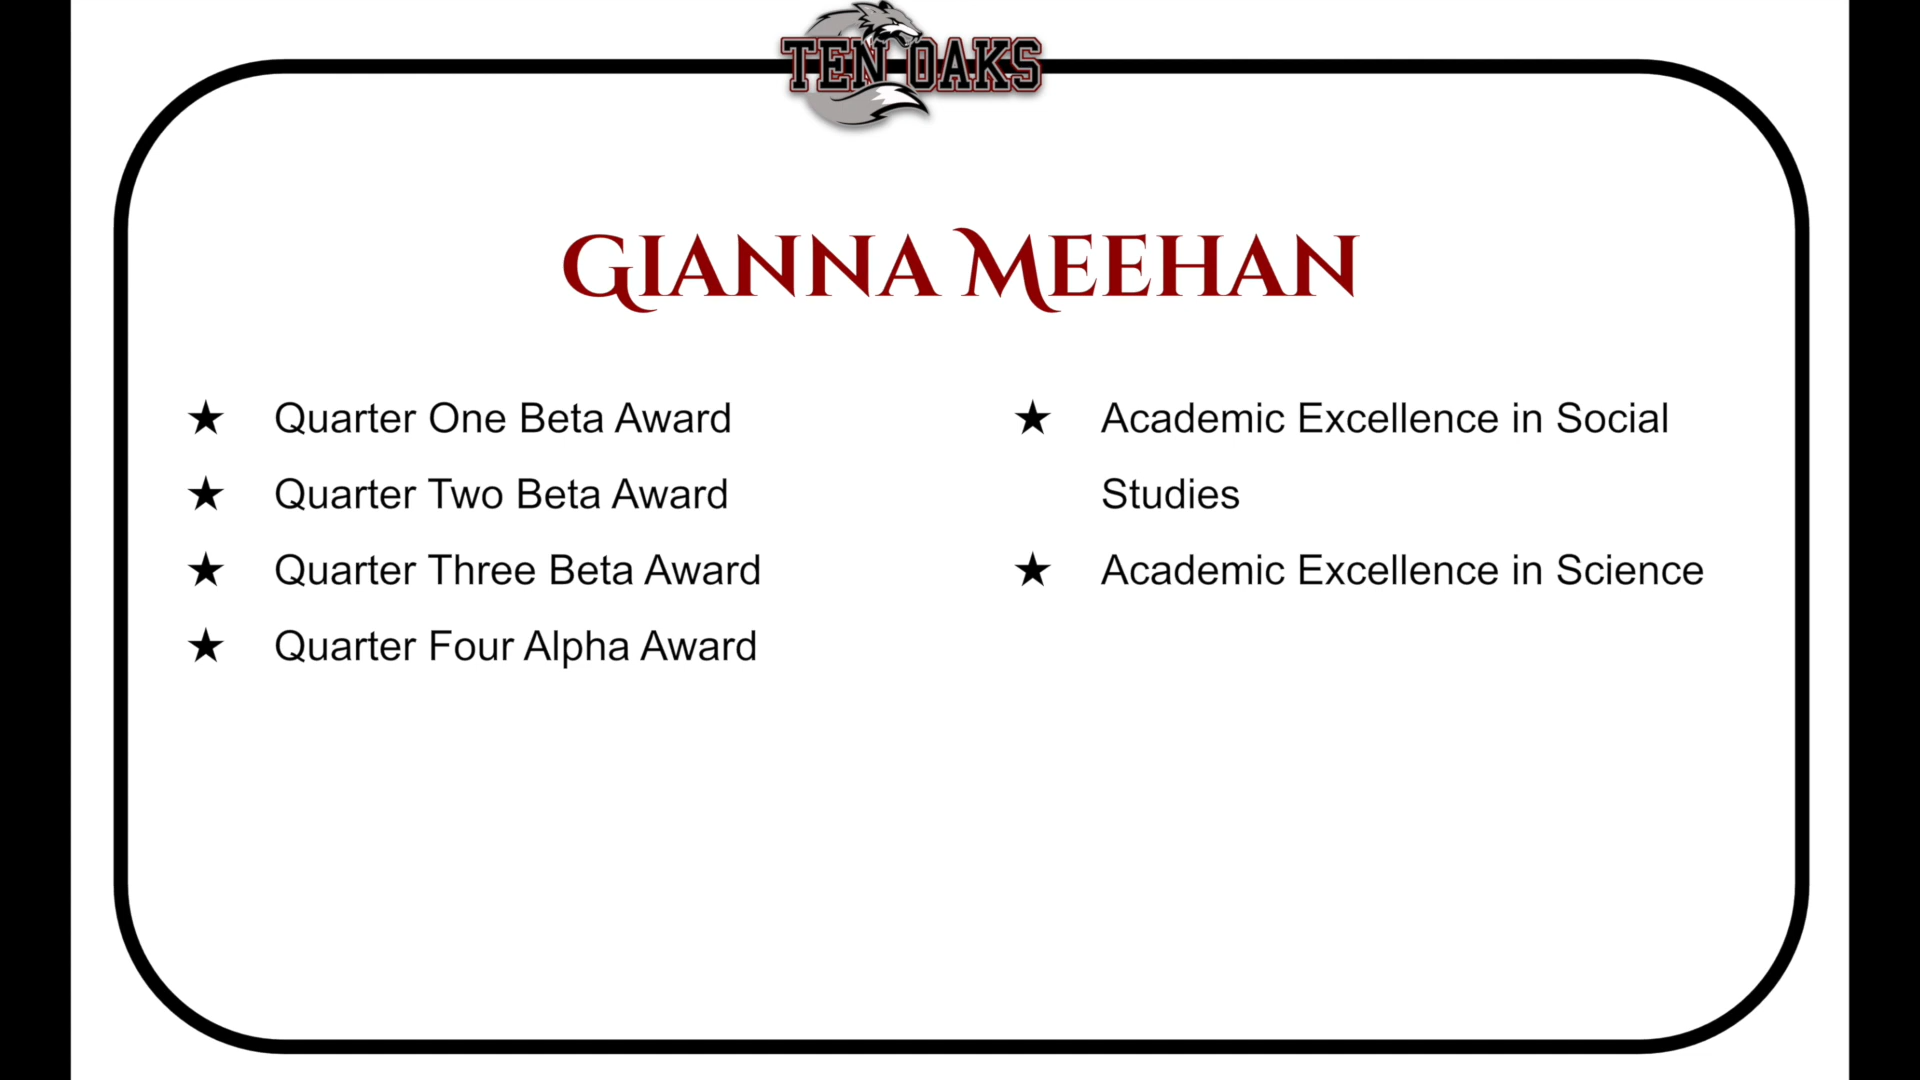 TEN OAKS
GIANNA MEEHAN
★ Quarter One Beta Award
★ Quarter Two Beta Award
★ Quarter Three Beta Award
★ Quarter Four Alpha Award
★ Academic Excellence in Social
Studies
★ Academic Excellence in Science